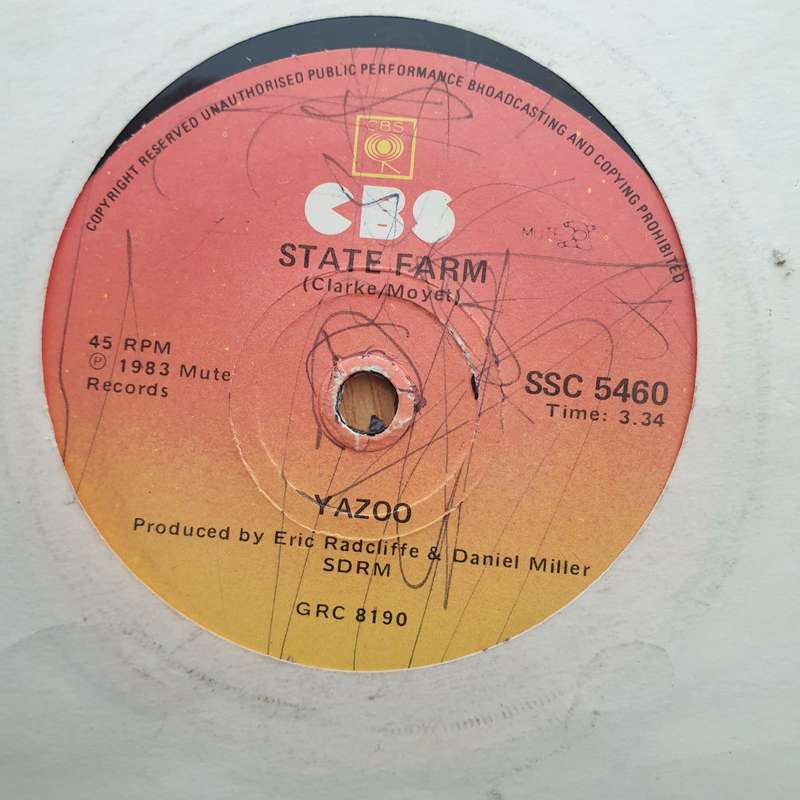 COPYRIGHT RESERVED UNAUTHORISED PUBLIC PERFORMANCE BROADCASTING AND COPYING PROHIBITED
CBS
CBS
MUTE
STATE FARM
(Clarke/Moyet)
45 RPM
℗ 1983 Mute
Records
SSC 5460
Time: 3.34
YAZOO
Produced by Eric Radcliffe & Daniel Miller
SDRM
GRC 8190